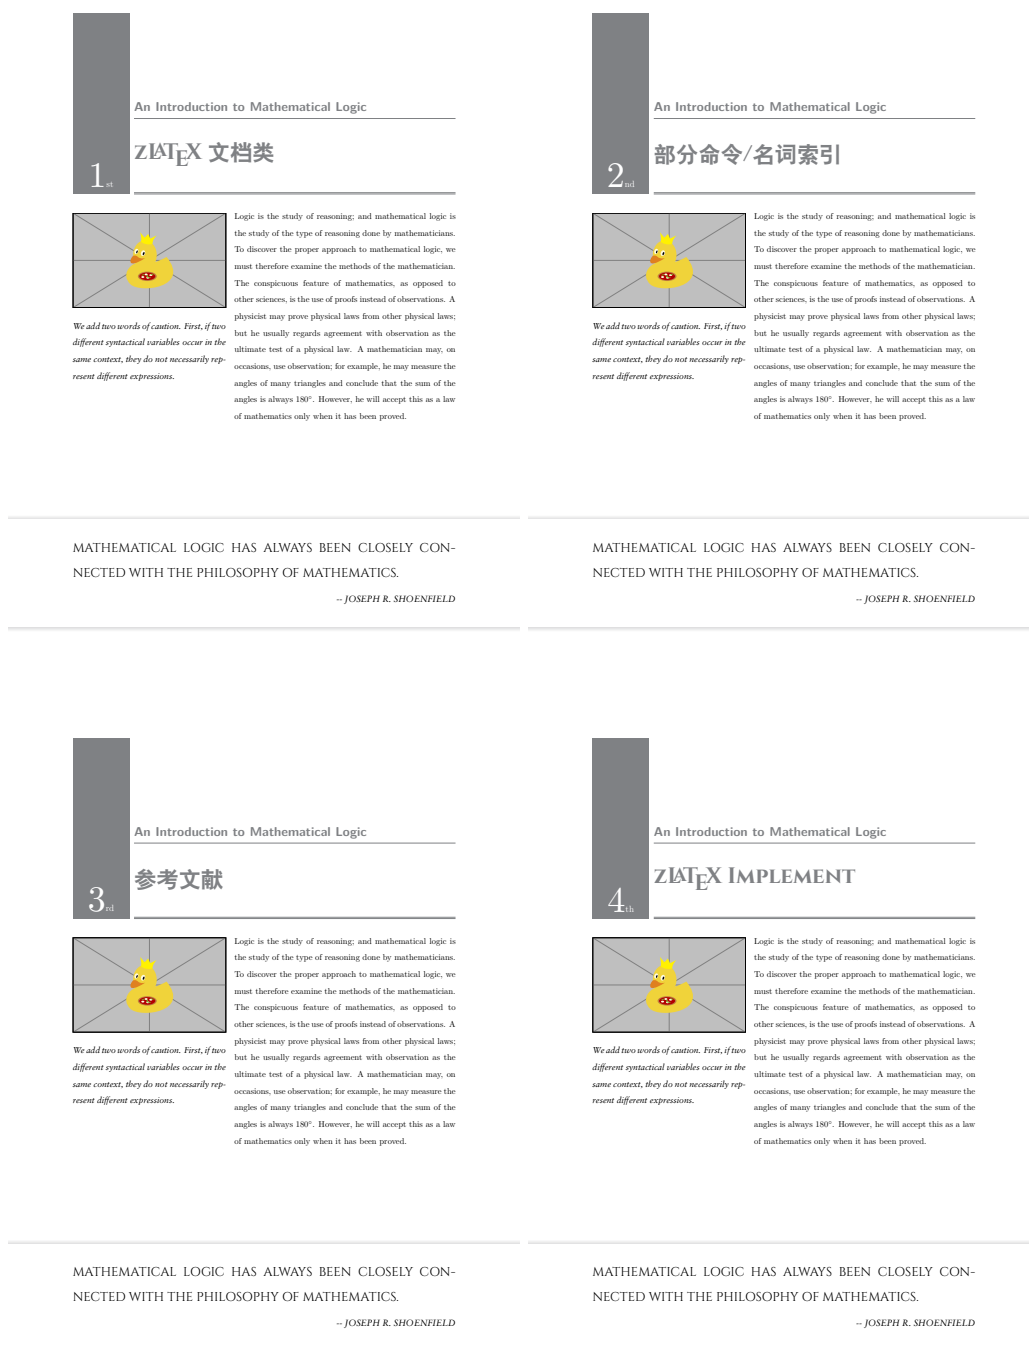 An Introduction to Mathematical Logic
zLATEX 文档类
1st
Logic is the study of reasoning; and mathematical logic is
the study of the type of reasoning done by mathematicians.
To discover the proper approach to mathematical logic, we
must therefore examine the methods of the mathematician.
The conspicuous feature of mathematics, as opposed to
other sciences, is the use of proofs instead of observations. A
physicist may prove physical laws from other physical laws;
but he usually regards agreement with observation as the
ultimate test of a physical law. A mathematician may, on
occasions, use observation; for example, he may measure the
angles of many triangles and conclude that the sum of the
angles is always 180°. However, he will accept this as a law
of mathematics only when it has been proved.
We add two words of caution. First, if two
different syntactical variables occur in the
same context, they do not necessarily rep-
resent different expressions.
MATHEMATICAL LOGIC HAS ALWAYS BEEN CLOSELY CON-
NECTED WITH THE PHILOSOPHY OF MATHEMATICS.
-- JOSEPH R. SHOENFIELD
An Introduction to Mathematical Logic
部分命令/名词索引
2nd
Logic is the study of reasoning; and mathematical logic is
the study of the type of reasoning done by mathematicians.
To discover the proper approach to mathematical logic, we
must therefore examine the methods of the mathematician.
The conspicuous feature of mathematics, as opposed to
other sciences, is the use of proofs instead of observations. A
physicist may prove physical laws from other physical laws;
but he usually regards agreement with observation as the
ultimate test of a physical law. A mathematician may, on
occasions, use observation; for example, he may measure the
angles of many triangles and conclude that the sum of the
angles is always 180°. However, he will accept this as a law
of mathematics only when it has been proved.
We add two words of caution. First, if two
different syntactical variables occur in the
same context, they do not necessarily rep-
resent different expressions.
MATHEMATICAL LOGIC HAS ALWAYS BEEN CLOSELY CON-
NECTED WITH THE PHILOSOPHY OF MATHEMATICS.
-- JOSEPH R. SHOENFIELD
An Introduction to Mathematical Logic
参考文献
3rd
Logic is the study of reasoning; and mathematical logic is
the study of the type of reasoning done by mathematicians.
To discover the proper approach to mathematical logic, we
must therefore examine the methods of the mathematician.
The conspicuous feature of mathematics, as opposed to
other sciences, is the use of proofs instead of observations. A
physicist may prove physical laws from other physical laws;
but he usually regards agreement with observation as the
ultimate test of a physical law. A mathematician may, on
occasions, use observation; for example, he may measure the
angles of many triangles and conclude that the sum of the
angles is always 180°. However, he will accept this as a law
of mathematics only when it has been proved.
We add two words of caution. First, if two
different syntactical variables occur in the
same context, they do not necessarily rep-
resent different expressions.
MATHEMATICAL LOGIC HAS ALWAYS BEEN CLOSELY CON-
NECTED WITH THE PHILOSOPHY OF MATHEMATICS.
-- JOSEPH R. SHOENFIELD
An Introduction to Mathematical Logic
zLATEX IMPLEMENT
4th
Logic is the study of reasoning; and mathematical logic is
the study of the type of reasoning done by mathematicians.
To discover the proper approach to mathematical logic, we
must therefore examine the methods of the mathematician.
The conspicuous feature of mathematics, as opposed to
other sciences, is the use of proofs instead of observations. A
physicist may prove physical laws from other physical laws;
but he usually regards agreement with observation as the
ultimate test of a physical law. A mathematician may, on
occasions, use observation; for example, he may measure the
angles of many triangles and conclude that the sum of the
angles is always 180°. However, he will accept this as a law
of mathematics only when it has been proved.
We add two words of caution. First, if two
different syntactical variables occur in the
same context, they do not necessarily rep-
resent different expressions.
MATHEMATICAL LOGIC HAS ALWAYS BEEN CLOSELY CON-
NECTED WITH THE PHILOSOPHY OF MATHEMATICS.
-- JOSEPH R. SHOENFIELD